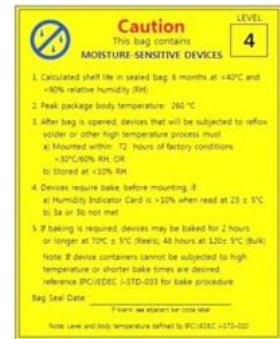 LEVEL
Caution
This bag contains
4
MOISTURE-SENSITIVE DEVICES
1. Calculated shelf life in sealed bag: 6 months at <40°C and
<90% relative humidity (RH)
2. Peak package body temperature: 260 °C
3. After bag is opened, devices that will be subjected to reflow
solder or other high temperature process must
a) Mounted within: 72 hours of factory conditions
<30°C/60% RH, OR
b) Stored at <10% RH
4. Devices require bake, before mounting, if:
a) Humidity Indicator Card is >10% when read at 23 ± 5°C
b) 3a or 3b not met
5. If baking is required, devices may be baked for 2 hours
or longer at 70°C ± 5°C (Reels); 48 hours at 120± 5°C (Bulk)
Note: If device containers cannot be subjected to high
temperature or shorter bake times are desired,
reference IPC/JEDEC J-STD-033 for bake procedure
Bag Seal Date:
If blank, see adjacent bar code label
Note: Level and body temperature defined by IPC/JEDEC J-STD-020